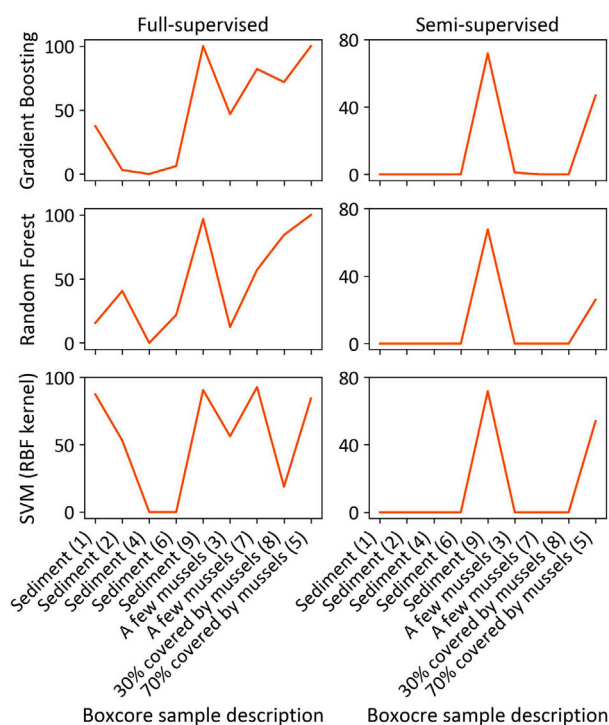 Full-supervised
Semi-supervised
Gradient Boosting
100
50
0
80
40
0
Random Forest
100
50
0
80
40
0
SVM (RBF kernel)
100
50
0
80
40
0
Sediment (1)
Sediment (2)
Sediment (4)
Sediment (6)
Sediment (9)
A few mussels (3)
A few mussels (7)
30% covered by mussels (8)
70% covered by mussels (5)
Sediment (1)
Sediment (2)
Sediment (4)
Sediment (6)
Sediment (9)
A few mussels (3)
A few mussels (7)
30% covered by mussels (8)
70% covered by mussels (5)
Boxcore sample description
Boxocre sample description